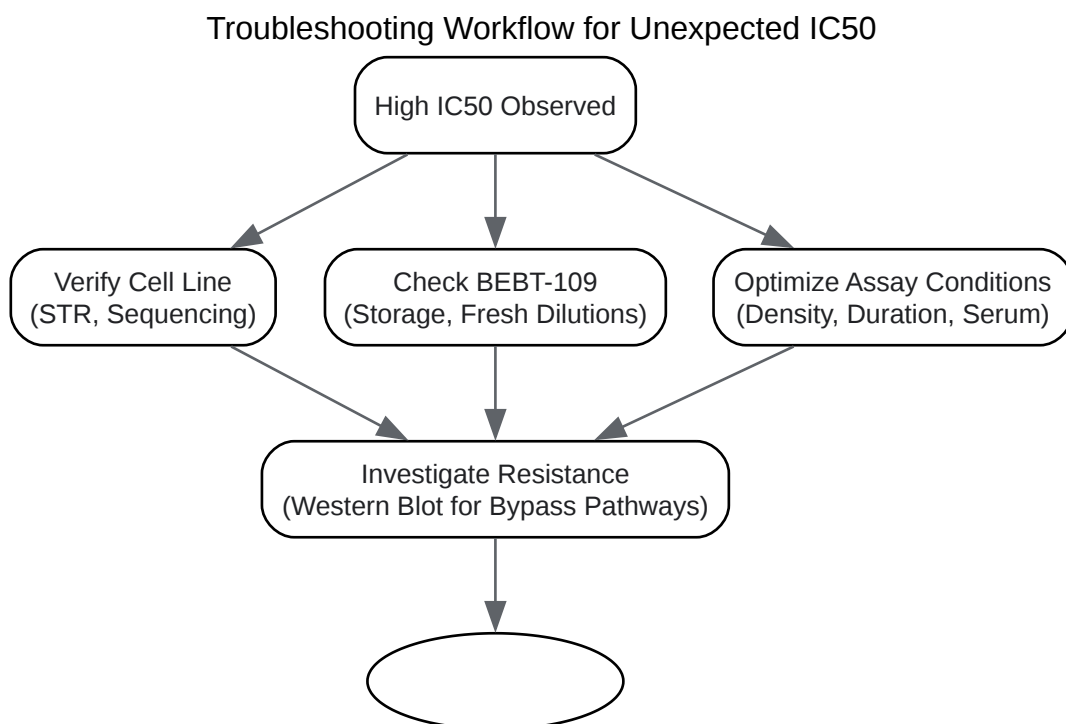 Troubleshooting Workflow for Unexpected IC50
High IC50 Observed
Verify Cell Line
(STR, Sequencing)
Check BEBT-109
(Storage, Fresh Dilutions)
Optimize Assay Conditions
(Density, Duration, Serum)
Investigate Resistance
(Western Blot for Bypass Pathways)